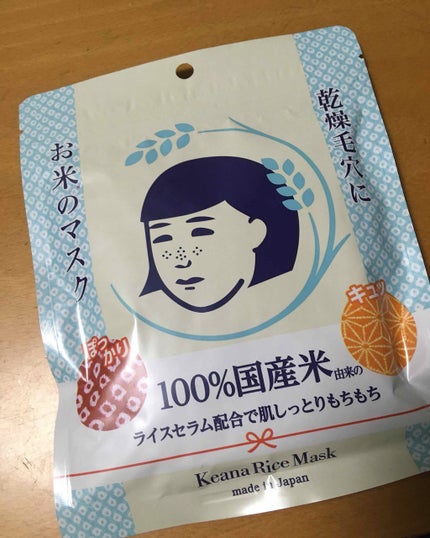 乾燥毛穴に
お米のマスク
ぽっかり
キュッ
100%国産米由来の
ライスセラム配合で肌しっとりもちもち
Keana Rice Mask
made in Japan